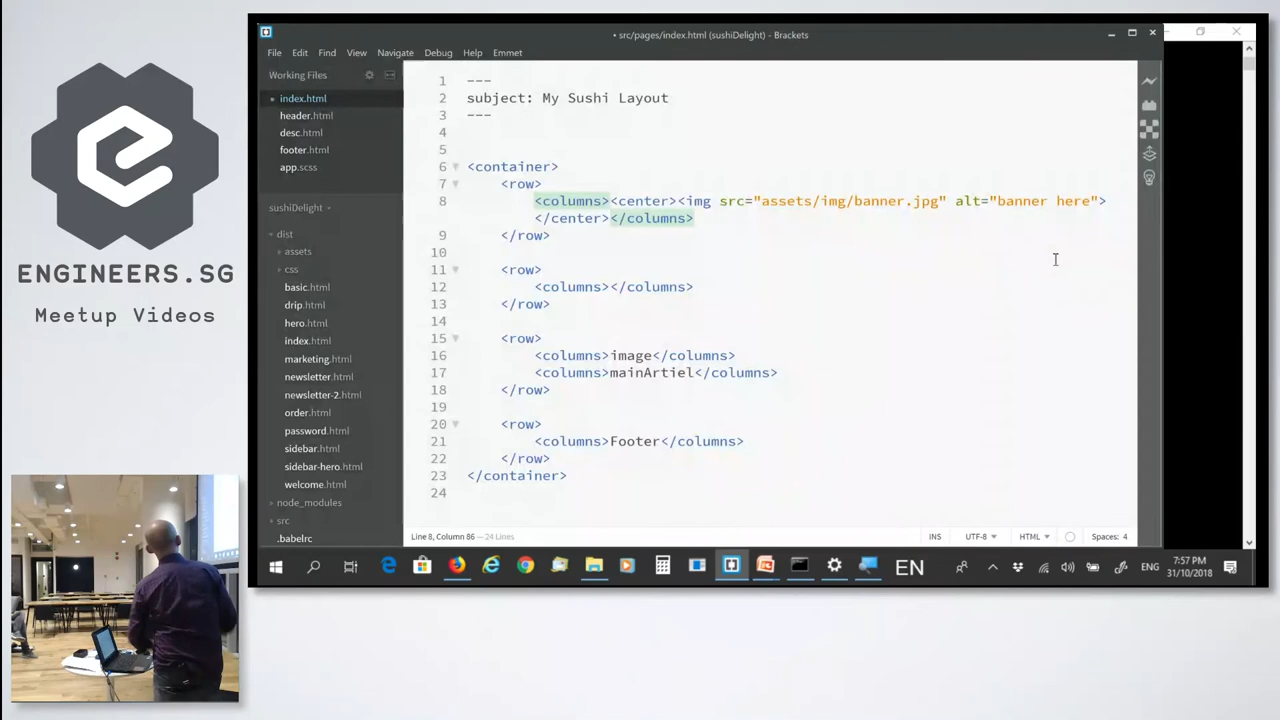 ENGINEERS.SG
Meetup Videos
• src/pages/index.html (sushiDelight) - Brackets
File Edit Find View Navigate Debug Help Emmet
Working Files
index.html
header.html
desc.html
footer.html
app.scss
sushiDelight
dist
assets
css
basic.html
drip.html
hero.html
index.html
marketing.html
newsletter.html
newsletter-2.html
order.html
password.html
sidebar.html
sidebar-hero.html
welcome.html
node_modules
src
.babelrc
1 ---
2 subject: My Sushi Layout
3 ---
4
5
6 <container>
7 <row>
8 <columns><center><img src="assets/img/banner.jpg" alt="banner here">
</center></columns>
9 </row>
10
11 <row>
12 <columns></columns>
13 </row>
14
15 <row>
16 <columns>image</columns>
17 <columns>mainArtiel</columns>
18 </row>
19
20 <row>
21 <columns>Footer</columns>
22 </row>
23 </container>
24
Line 8, Column 86 — 24 Lines
INS UTF-8 HTML Spaces: 4
EN
ENG
7:57 PM
31/10/2018